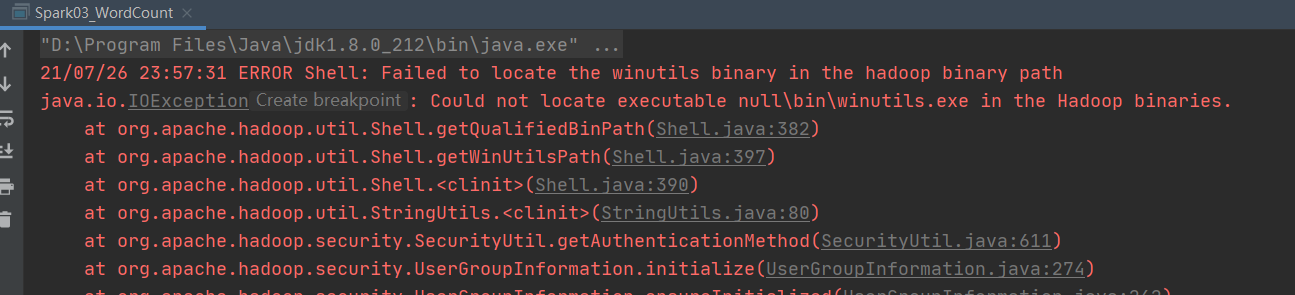 Spark03_WordCount
"D:\Program Files\Java\jdk1.8.0_212\bin\java.exe" ...
21/07/26 23:57:31 ERROR Shell: Failed to locate the winutils binary in the hadoop binary path
java.io.IOException Create breakpoint : Could not locate executable null\bin\winutils.exe in the Hadoop binaries.
at org.apache.hadoop.util.Shell.getQualifiedBinPath(Shell.java:382)
at org.apache.hadoop.util.Shell.getWinUtilsPath(Shell.java:397)
at org.apache.hadoop.util.Shell.<clinit>(Shell.java:390)
at org.apache.hadoop.util.StringUtils.<clinit>(StringUtils.java:80)
at org.apache.hadoop.security.SecurityUtil.getAuthenticationMethod(SecurityUtil.java:611)
at org.apache.hadoop.security.UserGroupInformation.initialize(UserGroupInformation.java:274)